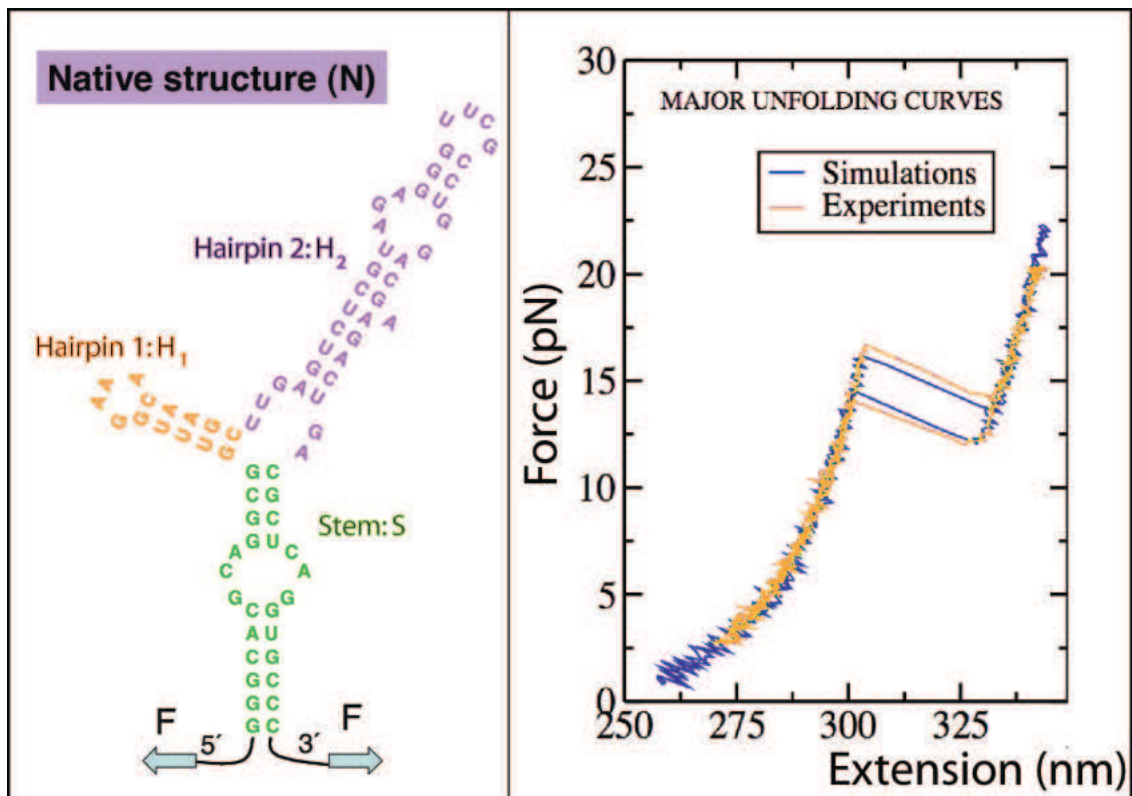 Native structure (N)
Hairpin 2: H2
Hairpin 1: H1
G C
C G
G C
G U
A C
C A
G G
C G
A U
C G
G C
G C
G C
Stem: S
F 5´ 3´ F
MAJOR UNFOLDING CURVES
Simulations
Experiments
Force (pN)
30
25
20
15
10
5
0
250 275 300 325
Extension (nm)